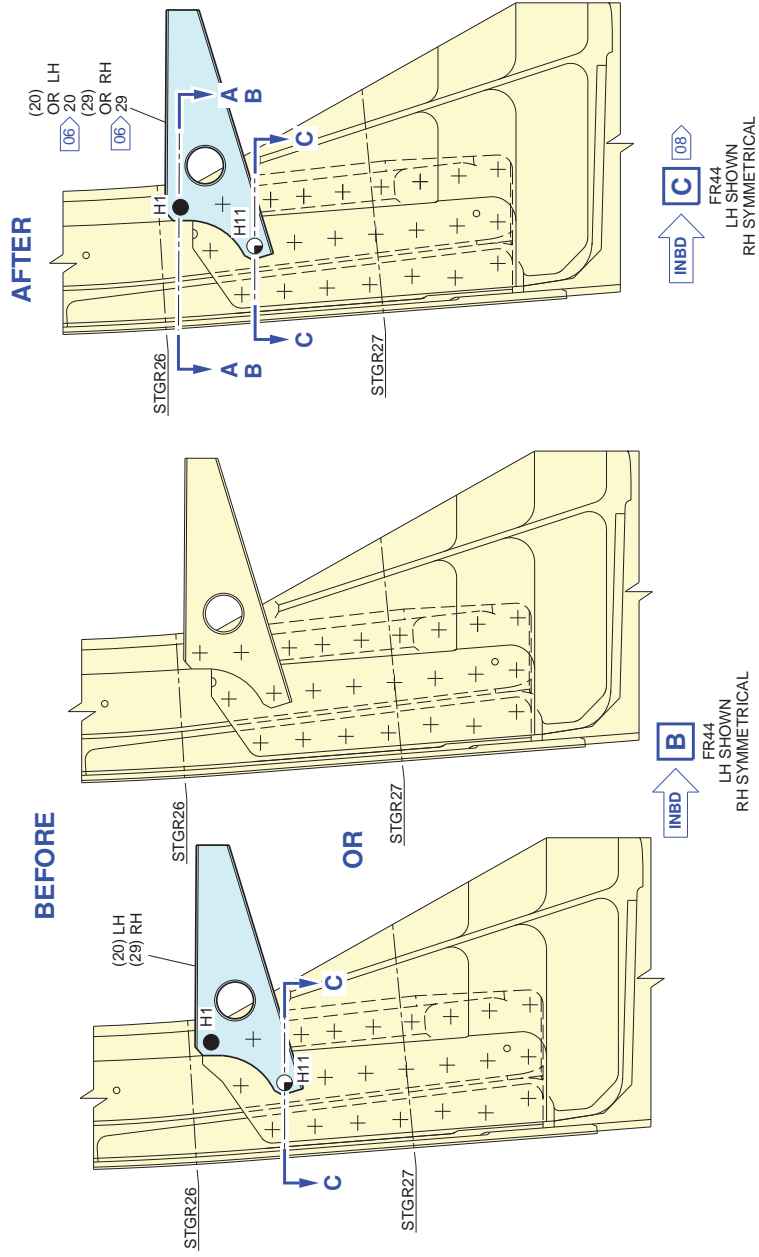 BEFORE
(20) LH
(29) RH
STGR26
H1
H11
C
C
STGR27
OR
STGR26
STGR27
INBD
B
FR44
LH SHOWN
RH SYMMETRICAL
AFTER
(20)
OR LH
06 20
(29)
OR RH
06 29
STGR26
H1
H11
A
B
A
B
C
C
STGR27
INBD
C
08
FR44
LH SHOWN
RH SYMMETRICAL